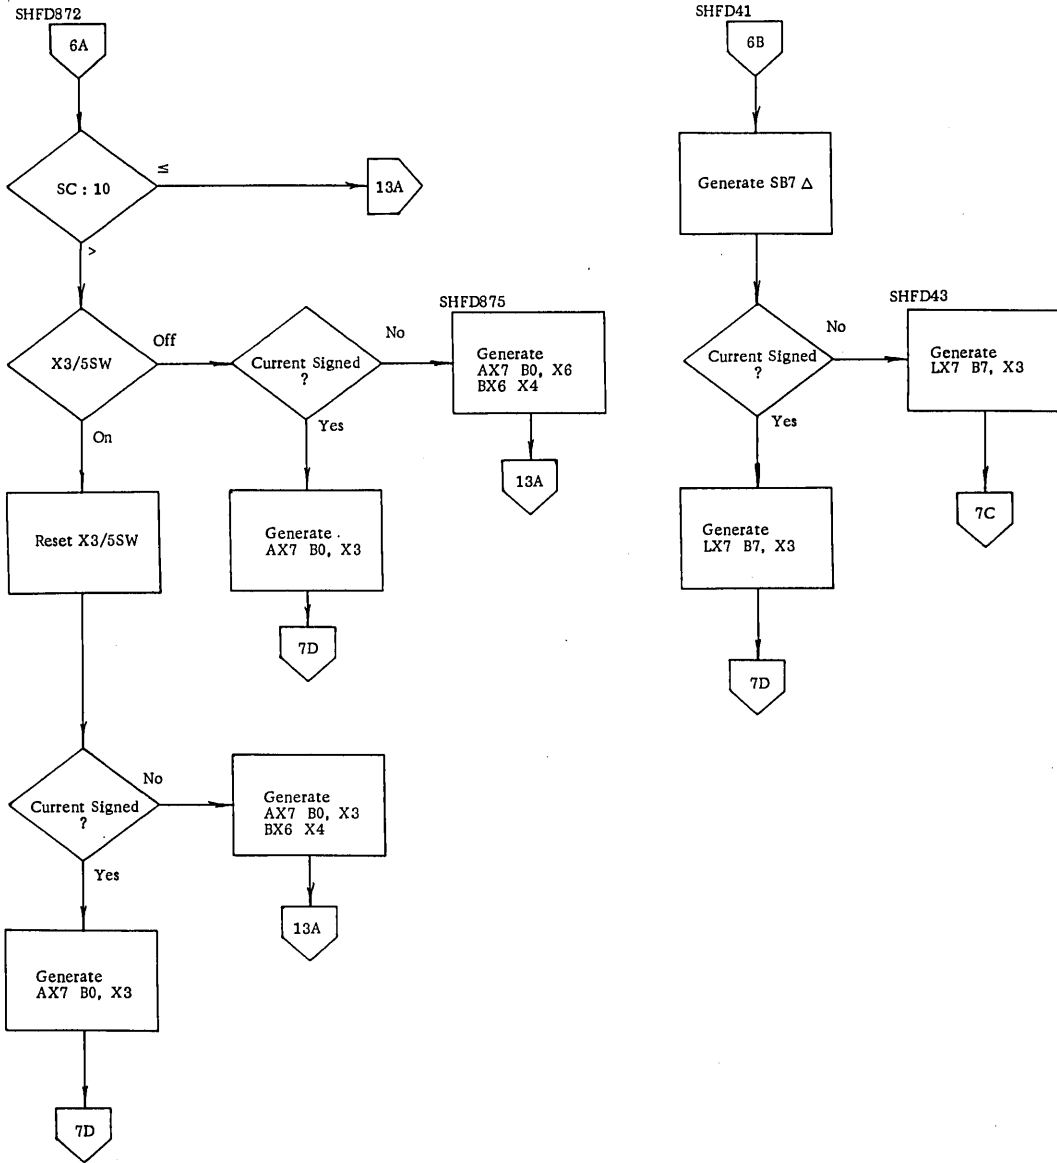 SHFD872
6A
SC : 10
≤
13A
>
X3/5SW
Off
On
Current Signed
?
No
Yes
SHFD875
Generate
AX7 B0, X6
BX6 X4
13A
Generate
AX7 B0, X3
7D
Reset X3/5SW
Current Signed
?
No
Yes
Generate
AX7 B0, X3
BX6 X4
13A
Generate
AX7 B0, X3
7D
SHFD41
6B
Generate SB7 Δ
Current Signed
?
No
Yes
SHFD43
Generate
LX7 B7, X3
7C
Generate
LX7 B7, X3
7D